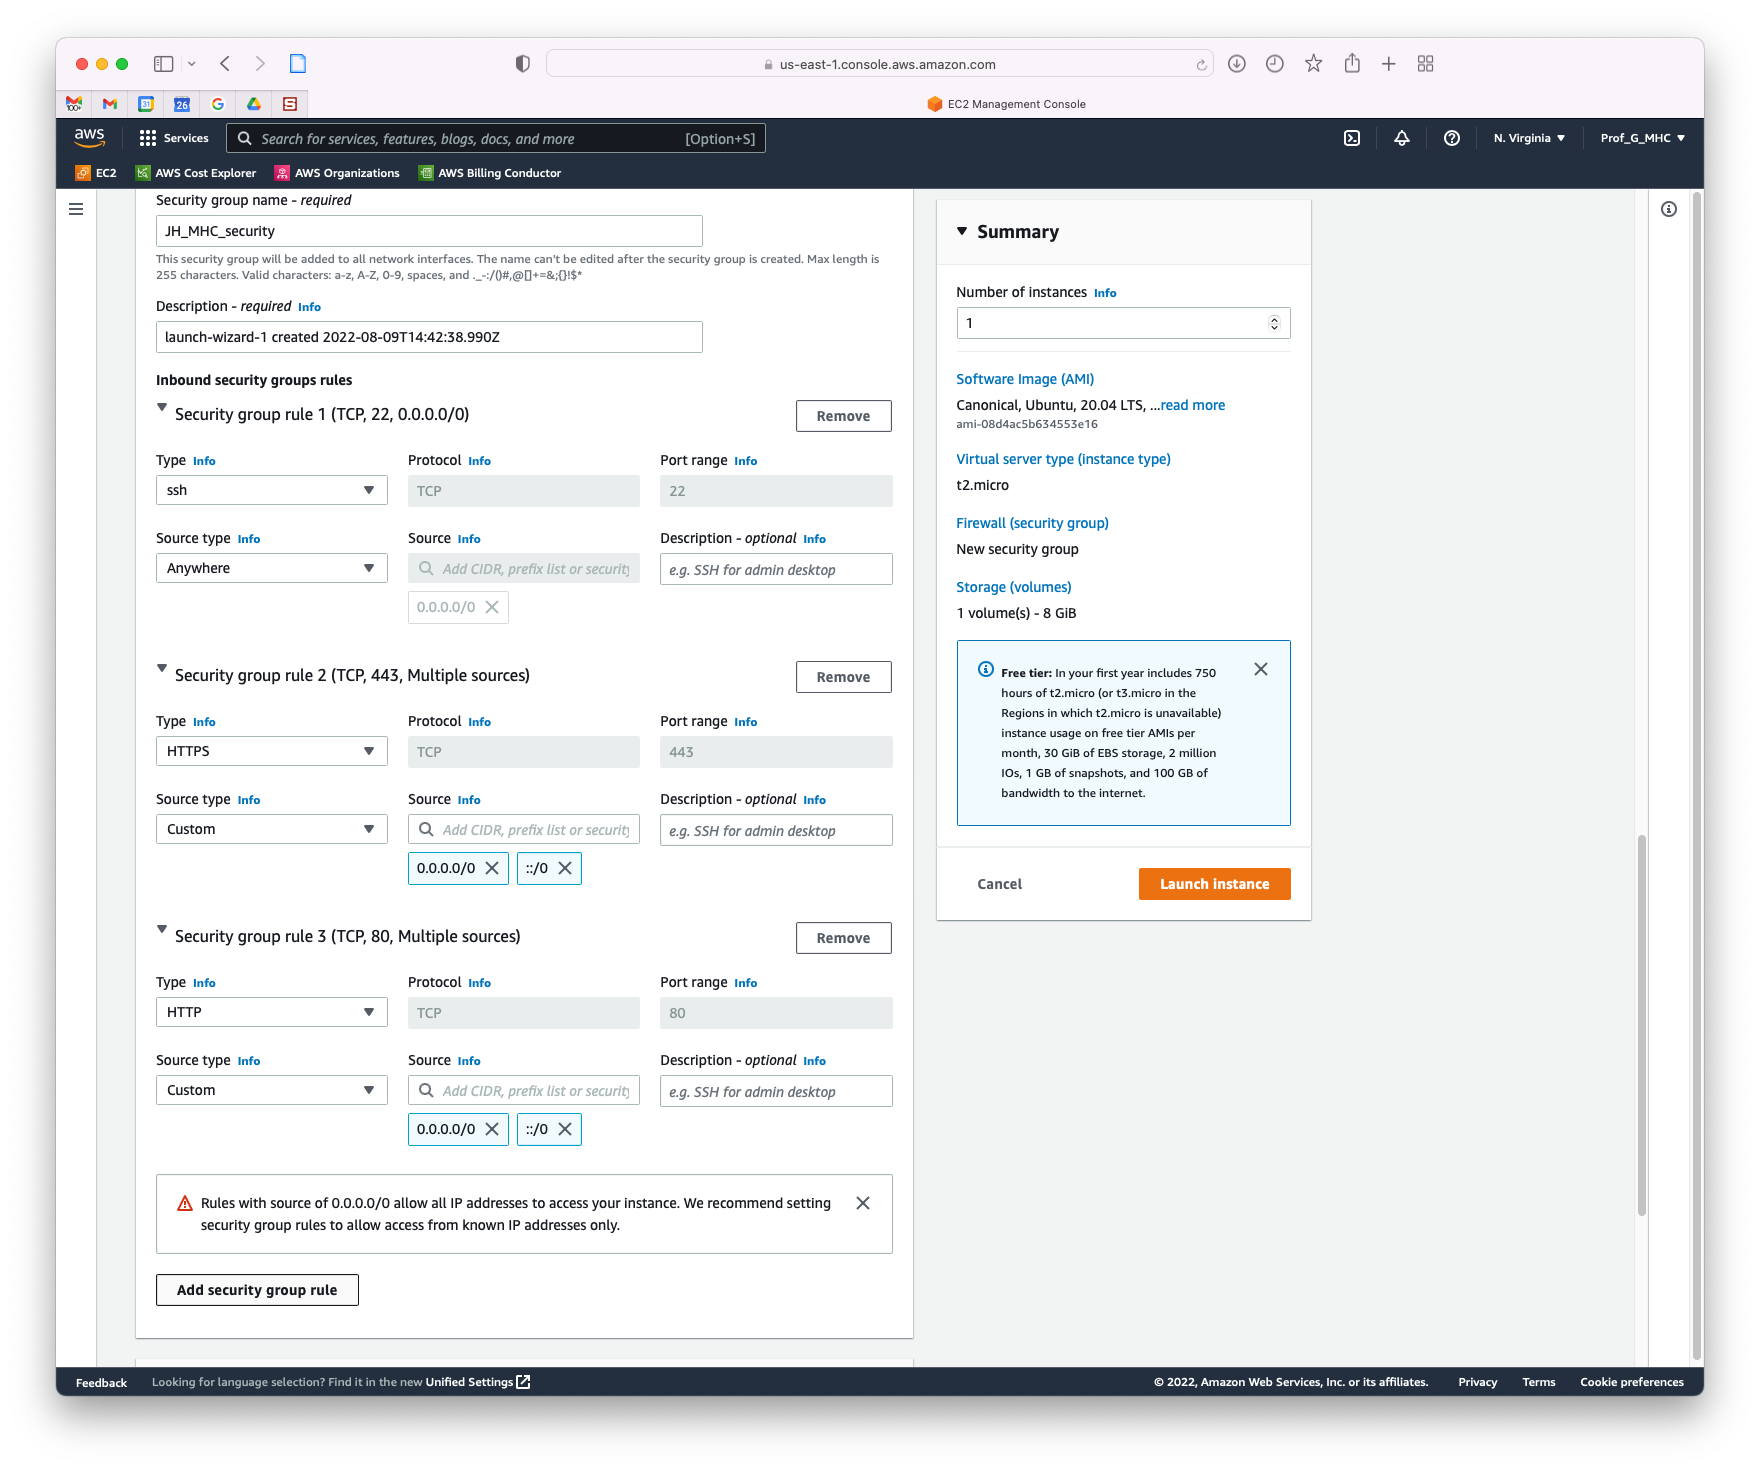 us-east-1.console.aws.amazon.com
EC2 Management Console
aws
Services
Search for services, features, blogs, docs, and more
[Option+S]
N. Virginia
Prof_G_MHC
EC2
AWS Cost Explorer
AWS Organizations
AWS Billing Conductor
Security group name - required
JH_MHC_security
This security group will be added to all network interfaces. The name can't be edited after the security group is created. Max length is
255 characters. Valid characters: a-z, A-Z, 0-9, spaces, and ._-:/()#,@[]+=&;{}!$*
Description - required Info
launch-wizard-1 created 2022-08-09T14:42:38.990Z
Inbound security groups rules
Security group rule 1 (TCP, 22, 0.0.0.0/0)
Remove
Type Info
Protocol Info
Port range Info
ssh
TCP
22
Source type Info
Source Info
Description - optional Info
Anywhere
Add CIDR, prefix list or security
e.g. SSH for admin desktop
0.0.0.0/0
Security group rule 2 (TCP, 443, Multiple sources)
Remove
Type Info
Protocol Info
Port range Info
HTTPS
TCP
443
Source type Info
Source Info
Description - optional Info
Custom
Add CIDR, prefix list or security
e.g. SSH for admin desktop
0.0.0.0/0
::/0
Security group rule 3 (TCP, 80, Multiple sources)
Remove
Type Info
Protocol Info
Port range Info
HTTP
TCP
80
Source type Info
Source Info
Description - optional Info
Custom
Add CIDR, prefix list or security
e.g. SSH for admin desktop
0.0.0.0/0
::/0
Rules with source of 0.0.0.0/0 allow all IP addresses to access your instance. We recommend setting
security group rules to allow access from known IP addresses only.
Add security group rule
Summary
Number of instances Info
1
Software Image (AMI)
Canonical, Ubuntu, 20.04 LTS, ...read more
ami-08d4ac5b634553e16
Virtual server type (instance type)
t2.micro
Firewall (security group)
New security group
Storage (volumes)
1 volume(s) - 8 GiB
Free tier: In your first year includes 750
hours of t2.micro (or t3.micro in the
Regions in which t2.micro is unavailable)
instance usage on free tier AMIs per
month, 30 GiB of EBS storage, 2 million
IOs, 1 GB of snapshots, and 100 GB of
bandwidth to the internet.
Cancel
Launch instance
Feedback
Looking for language selection? Find it in the new Unified Settings
© 2022, Amazon Web Services, Inc. or its affiliates.
Privacy
Terms
Cookie preferences